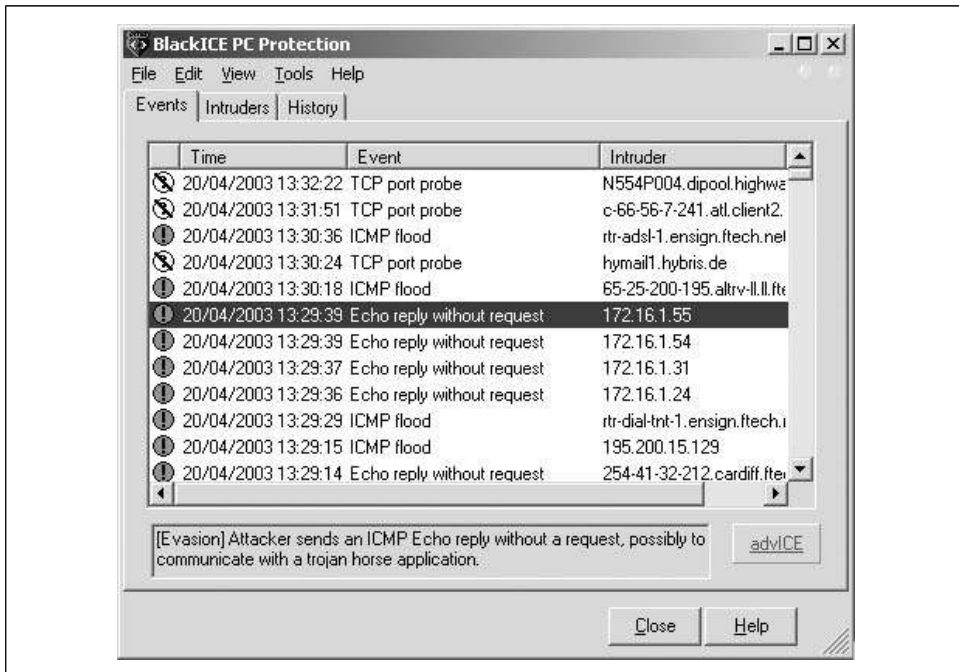 BlackICE PC Protection
File Edit View Tools Help
Events Intruders History
Time Event Intruder
20/04/2003 13:32:22 TCP port probe N554P004.dipool.highwa
20/04/2003 13:31:51 TCP port probe c-66-56-7-241.atl.client2.
20/04/2003 13:30:36 ICMP flood rtr-adsl-1.ensign.ftech.net
20/04/2003 13:30:24 TCP port probe hymail1.hybris.de
20/04/2003 13:30:18 ICMP flood 65-25-200-195.altrv-ll.ll.fte
20/04/2003 13:29:39 Echo reply without request 172.16.1.55
20/04/2003 13:29:39 Echo reply without request 172.16.1.54
20/04/2003 13:29:37 Echo reply without request 172.16.1.31
20/04/2003 13:29:36 Echo reply without request 172.16.1.24
20/04/2003 13:29:29 ICMP flood rtr-dial-tnt-1.ensign.ftech.
20/04/2003 13:29:15 ICMP flood 195.200.15.129
20/04/2003 13:29:14 Echo reply without request 254-41-32-212.cardiff.fte
[Evasion] Attacker sends an ICMP Echo reply without a request, possibly to
communicate with a trojan horse application.
advICE
Close Help